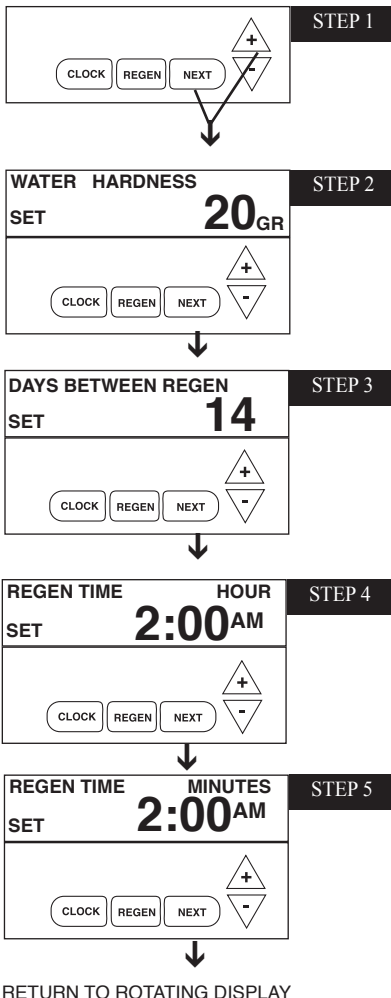 STEP 1
+
CLOCK REGEN NEXT -
WATER HARDNESS STEP 2
SET 20GR
+
CLOCK REGEN NEXT -
DAYS BETWEEN REGEN STEP 3
SET 14
+
CLOCK REGEN NEXT -
REGEN TIME HOUR STEP 4
SET 2:00AM
+
CLOCK REGEN NEXT -
REGEN TIME MINUTES STEP 5
SET 2:00AM
+
CLOCK REGEN NEXT -
RETURN TO ROTATING DISPLAY